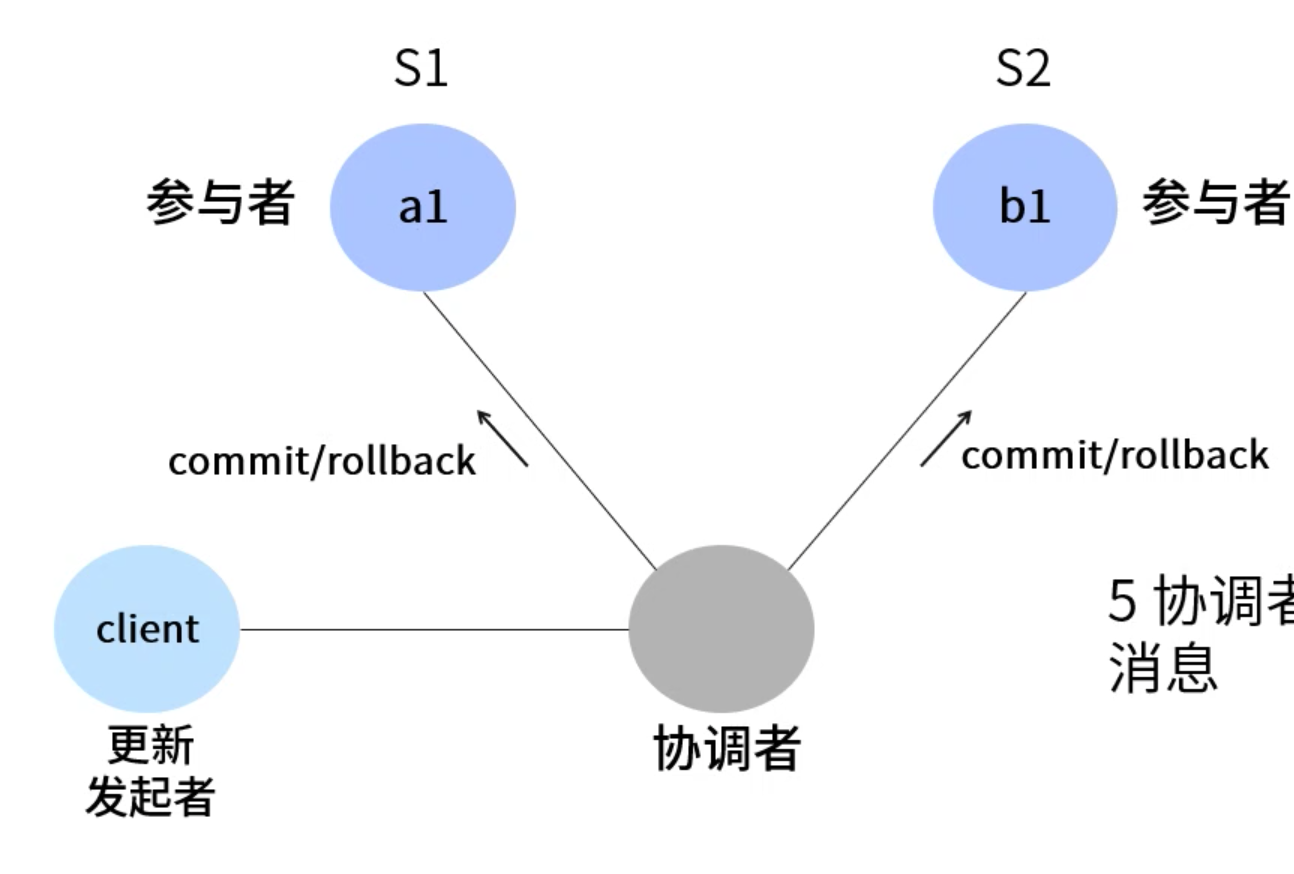 S1
S2
参与者
a1
b1
参与者
commit/rollback
commit/rollback
client
更新
发起者
协调者
5 协调者
消息